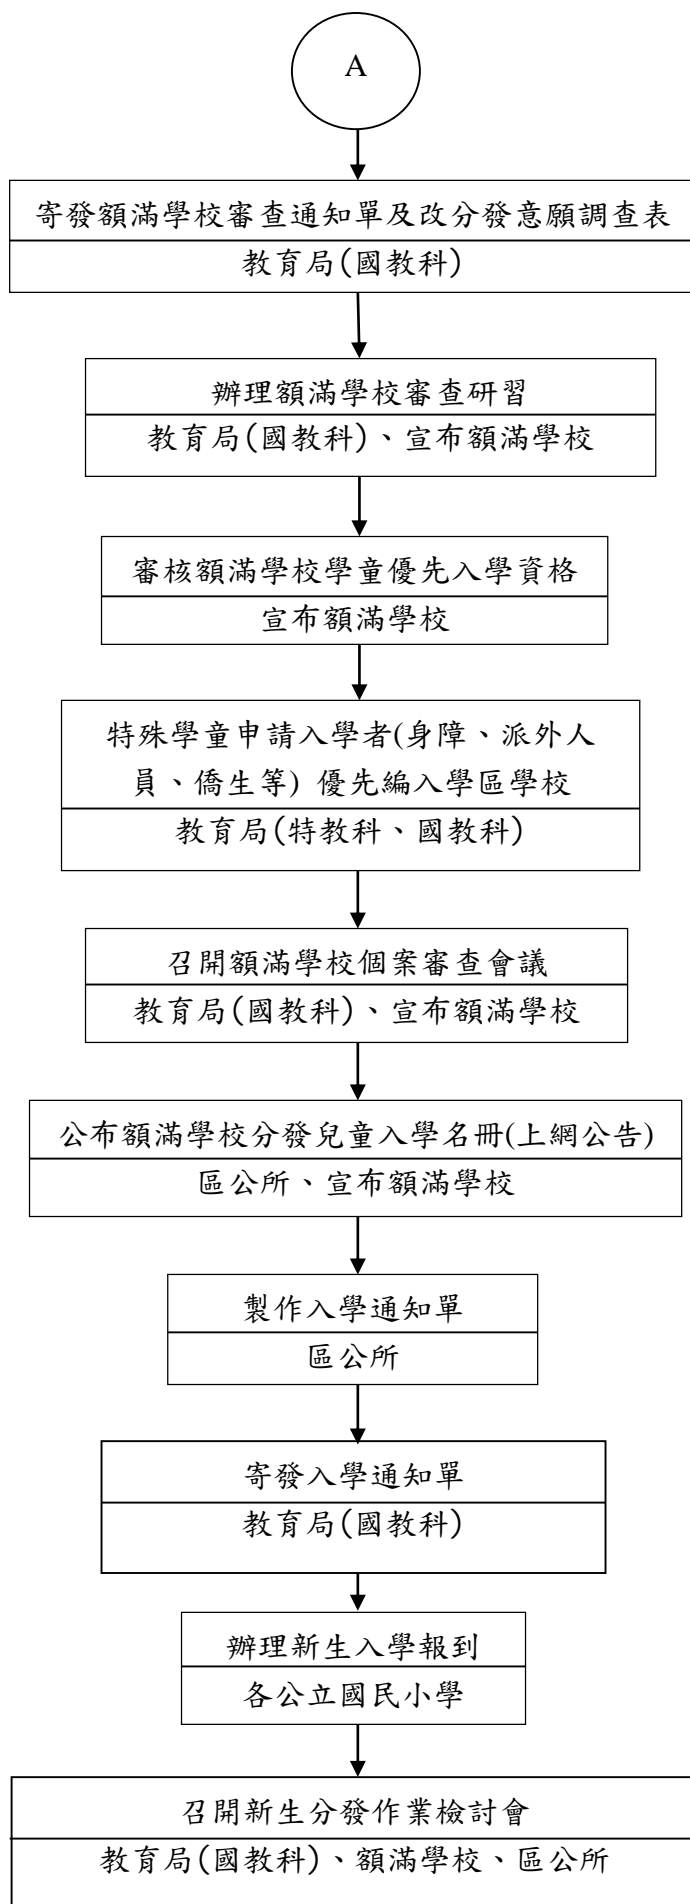 A
寄發額滿學校審查通知單及改分發意願調查表
教育局(國教科)
辦理額滿學校審查研習
教育局(國教科)、宣布額滿學校
審核額滿學校學童優先入學資格
宣布額滿學校
特殊學童申請入學者(身障、派外人
員、僑生等) 優先編入學區學校
教育局(特教科、國教科)
召開額滿學校個案審查會議
教育局(國教科)、宣布額滿學校
公布額滿學校分發兒童入學名冊(上網公告)
區公所、宣布額滿學校
製作入學通知單
區公所
寄發入學通知單
教育局(國教科)
辦理新生入學報到
各公立國民小學
召開新生分發作業檢討會
教育局(國教科)、額滿學校、區公所